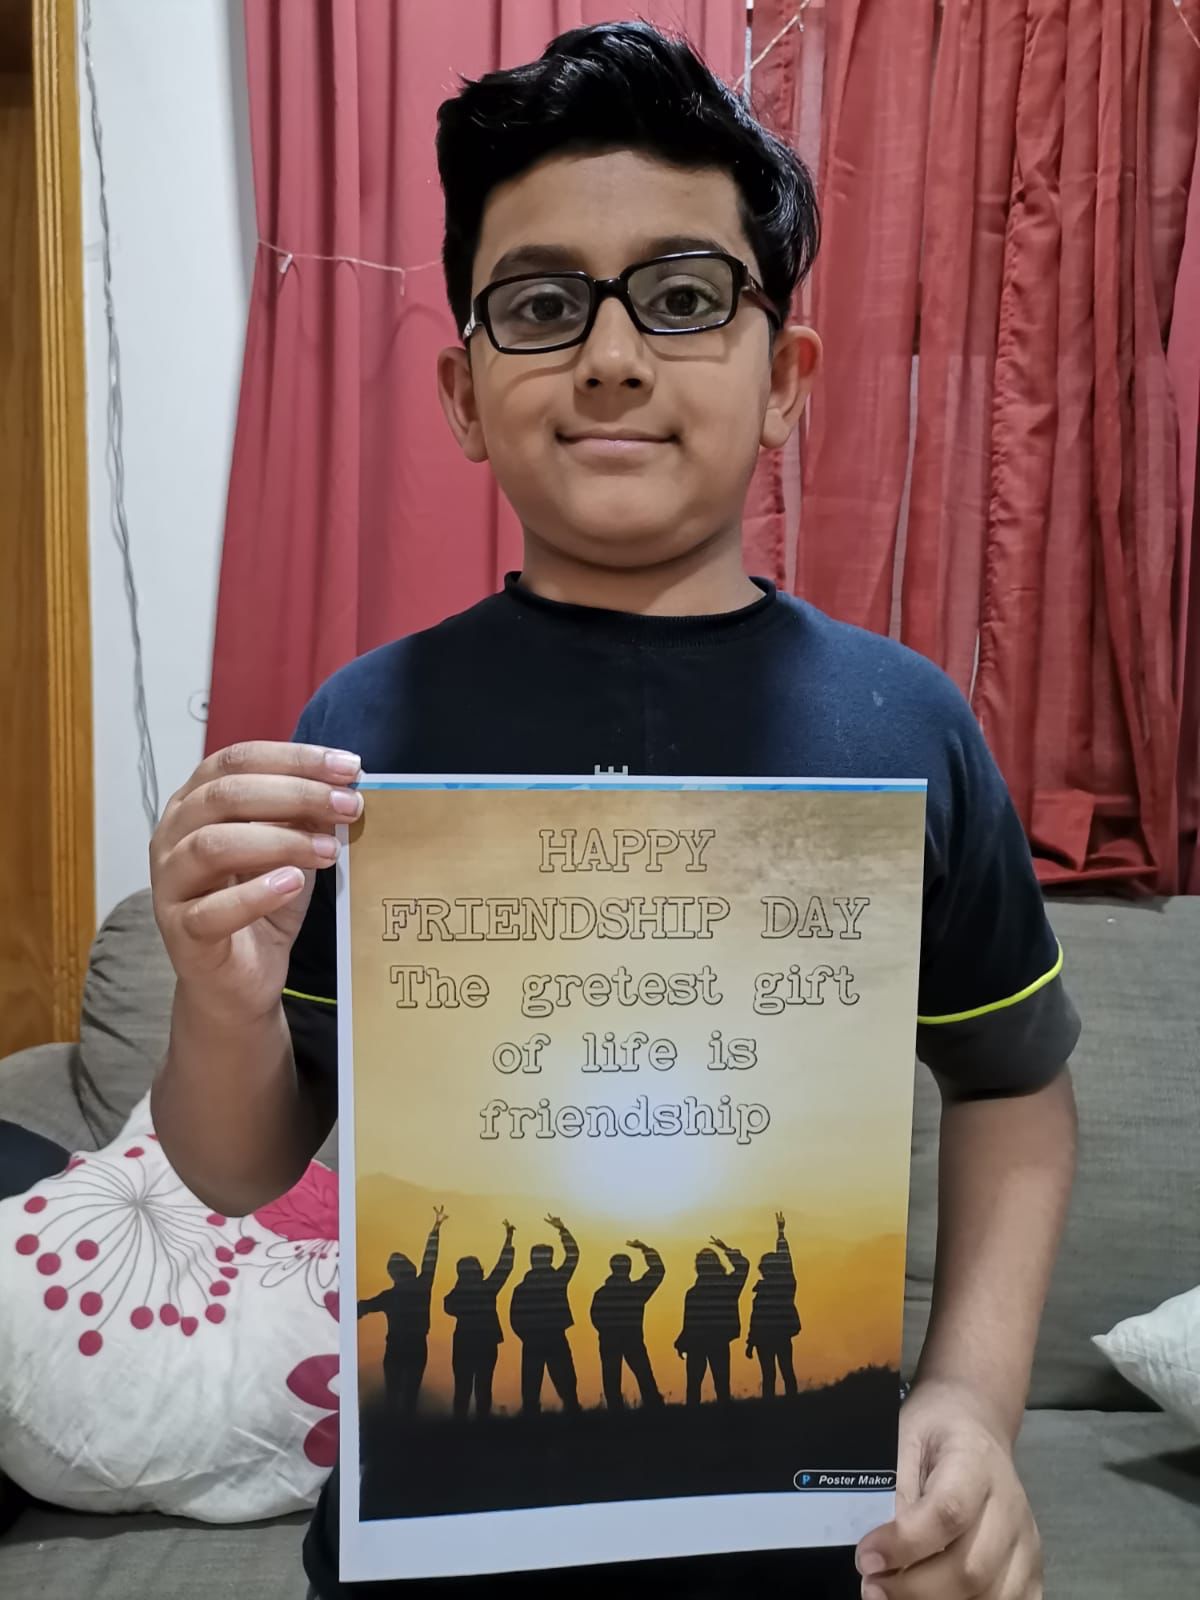 HAPPY
FRIENDSHIP DAY
The gretest gift
of life is
friendship
P Poster Maker